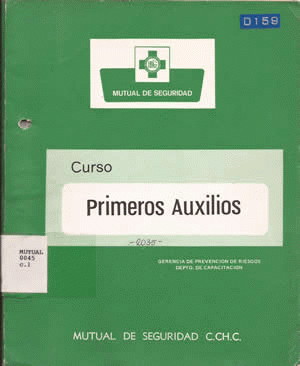 D159
MUTUAL DE SEGURIDAD
Curso
Primeros Auxilios
-2035-
GERENCIA DE PREVENCION DE RIESGOS
DEPTO. DE CAPACITACION
MUTUAL
0045
c.1
MUTUAL DE SEGURIDAD C.CH.C.